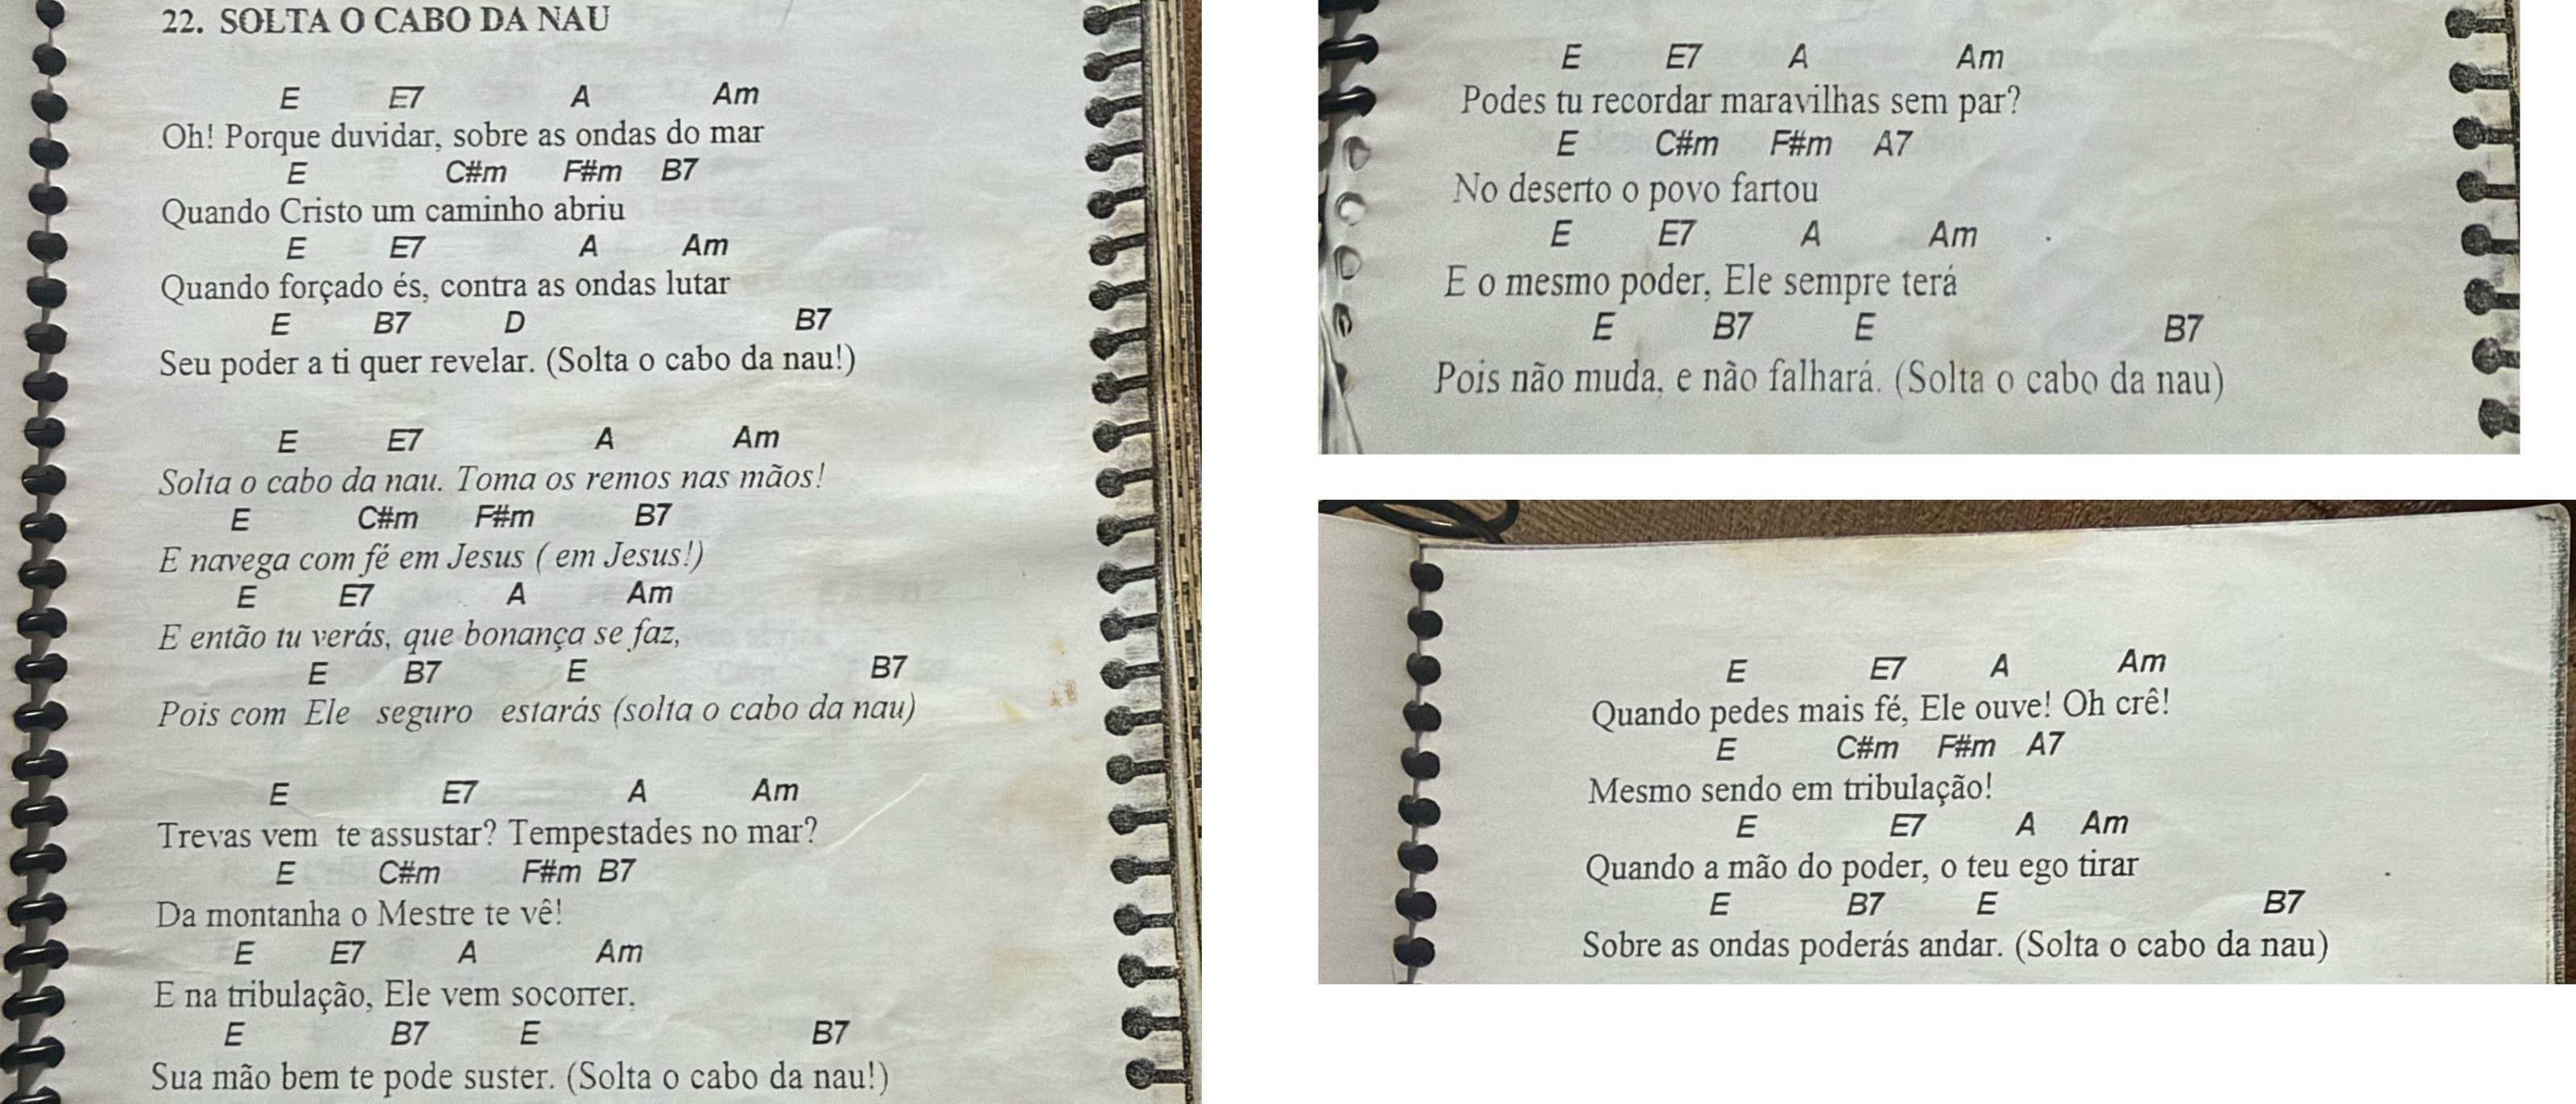 22. SOLTA O CABO DA NAU
E E7 A Am
Oh! Porque duvidar, sobre as ondas do mar
E C#m F#m B7
Quando Cristo um caminho abriu
E E7 A Am
Quando forçado és, contra as ondas lutar
E B7 D B7
Seu poder a ti quer revelar. (Solta o cabo da nau!)
E E7 A Am
Solta o cabo da nau. Toma os remos nas mãos!
E C#m F#m B7
E navega com fé em Jesus ( em Jesus!)
E E7 A Am
E então tu verás, que bonança se faz,
E B7 E B7
Pois com Ele seguro estarás (solta o cabo da nau)
E E7 A Am
Trevas vem te assustar? Tempestades no mar?
E C#m F#m B7
Da montanha o Mestre te vê!
E E7 A Am
E na tribulação, Ele vem socorrer,
E B7 E B7
Sua mão bem te pode suster. (Solta o cabo da nau!)
E E7 A Am
Podes tu recordar maravilhas sem par?
E C#m F#m A7
No deserto o povo fartou
E E7 A Am
E o mesmo poder, Ele sempre terá
E B7 E B7
Pois não muda, e não falhará. (Solta o cabo da nau)
E E7 A Am
Quando pedes mais fé, Ele ouve! Oh crê!
E C#m F#m A7
Mesmo sendo em tribulação!
E E7 A Am
Quando a mão do poder, o teu ego tirar
E B7 E B7
Sobre as ondas poderás andar. (Solta o cabo da nau)